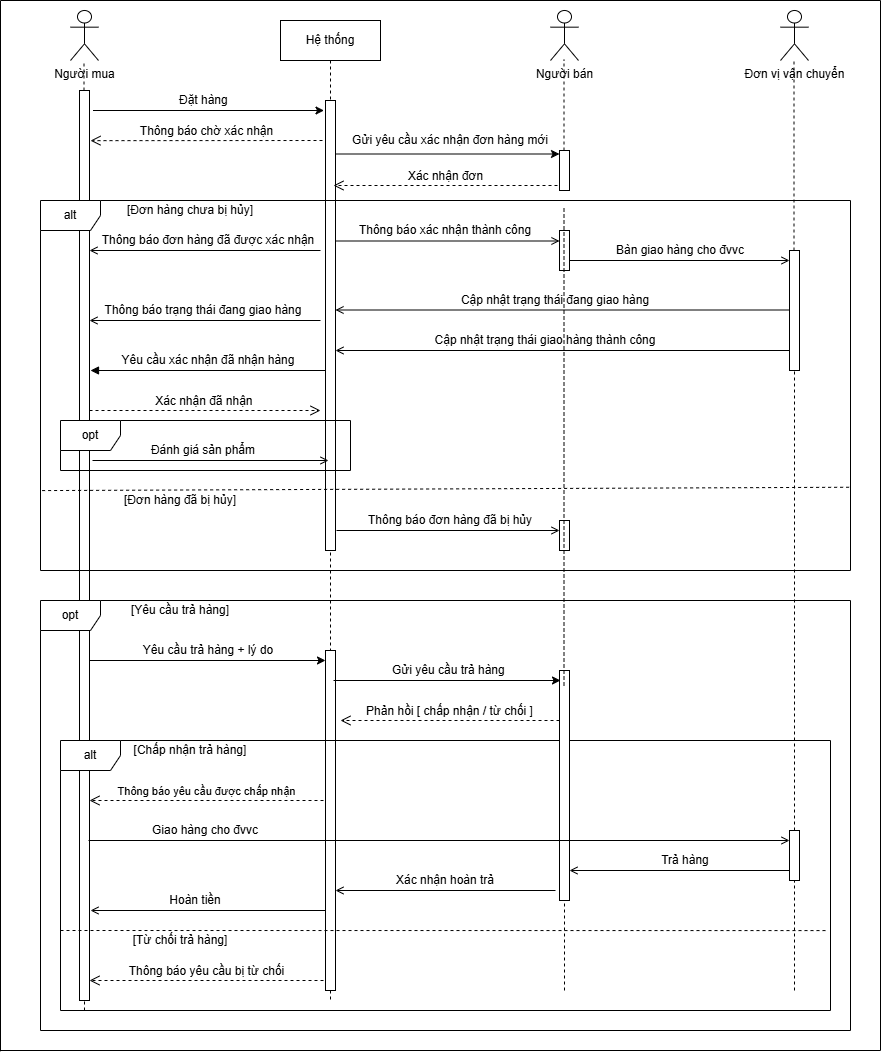 Người mua
Hệ thống
Người bán
Đơn vị vận chuyển
Đặt hàng
Thông báo chờ xác nhận
Gửi yêu cầu xác nhận đơn hàng mới
Xác nhận đơn
alt
[Đơn hàng chưa bị hủy]
Thông báo xác nhận thành công
Thông báo đơn hàng đã được xác nhận
Bàn giao hàng cho đvvc
Cập nhật trạng thái đang giao hàng
Thông báo trạng thái đang giao hàng
Cập nhật trạng thái giao hàng thành công
Yêu cầu xác nhận đã nhận hàng
Xác nhận đã nhận
opt
Đánh giá sản phẩm
[Đơn hàng đã bị hủy]
Thông báo đơn hàng đã bị hủy
opt
[Yêu cầu trả hàng]
Yêu cầu trả hàng + lý do
Gửi yêu cầu trả hàng
Phản hồi [ chấp nhận / từ chối ]
alt
[Chấp nhận trả hàng]
Thông báo yêu cầu được chấp nhận
Giao hàng cho đvvc
Trả hàng
Xác nhận hoàn trả
Hoàn tiền
[Từ chối trả hàng]
Thông báo yêu cầu bị từ chối